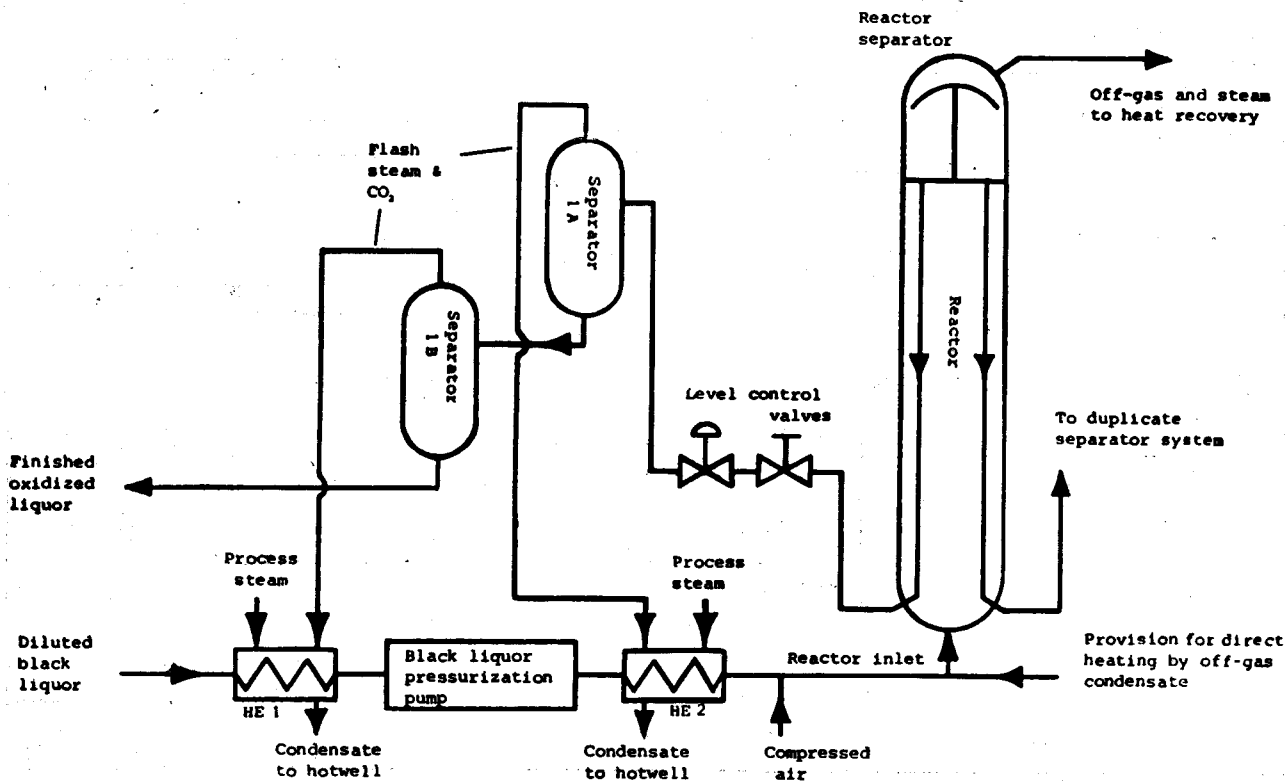 Reactor
separator
Off-gas and steam
to heat recovery
Flash
steam &
CO₂
Separator
1 A
Separator
1 B
Reactor
Level control
valves
To duplicate
separator system
Finished
oxidized
liquor
Process
steam
Process
steam
Diluted
black
liquor
Black liquor
pressurization
pump
Reactor inlet
Provision for direct
heating by off-gas
condensate
HE 1
HE 2
Condensate
to hotwell
Condensate
to hotwell
Compressed
air